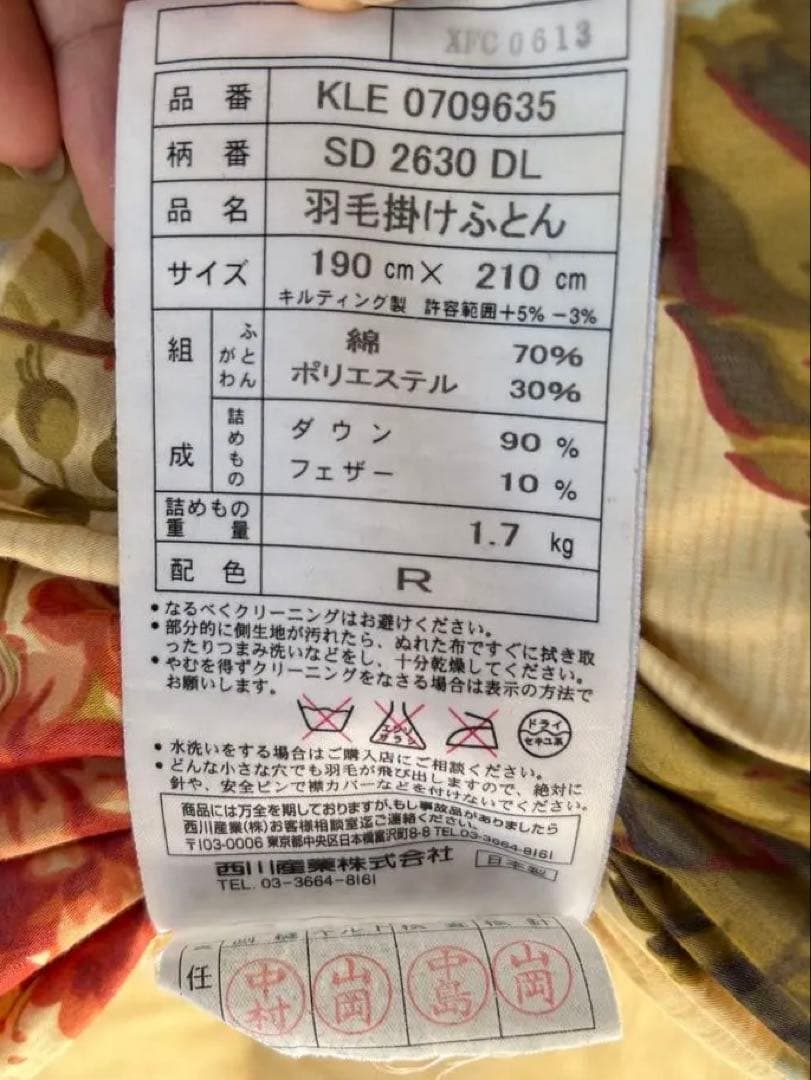 XFC 0613
品番 KLE 0709635
柄番 SD 2630 DL
品名 羽毛掛けふとん
サイズ 190 cm× 210 cm
キルティング製 許容範囲+5% −3%
組成
ふとんがわ
綿 70%
ポリエステル 30%
詰めもの
ダウン 90 %
フェザー 10 %
詰めもの重量 1.7 kg
配色 R
・なるべくクリーニングはお避けください。
・部分的に側生地が汚れたら、ぬれた布ですぐに拭き取
ったりつまみ洗いなどをし、十分乾燥してください。
・やむを得ずクリーニングをなさる場合は表示の方法で
お願いします。
エンソ
サラシ
ドライ
セキユ系
・水洗いをする場合はご購入店にご相談ください。
・どんな小さな穴でも羽毛が飛び出しますので、絶対に
針や、安全ピンで襟カバーなどを付けないでください。
商品には万全を期しておりますが、もし事故品がありましたら
西川産業(株)お客様相談室迄ご連絡ください。
〒103-0006 東京都中央区日本橋富沢町8-8 TEL.03-3664-8161
西川産業株式会社 日本製
TEL. 03-3664-8161
任
中村 山岡 中島 山岡